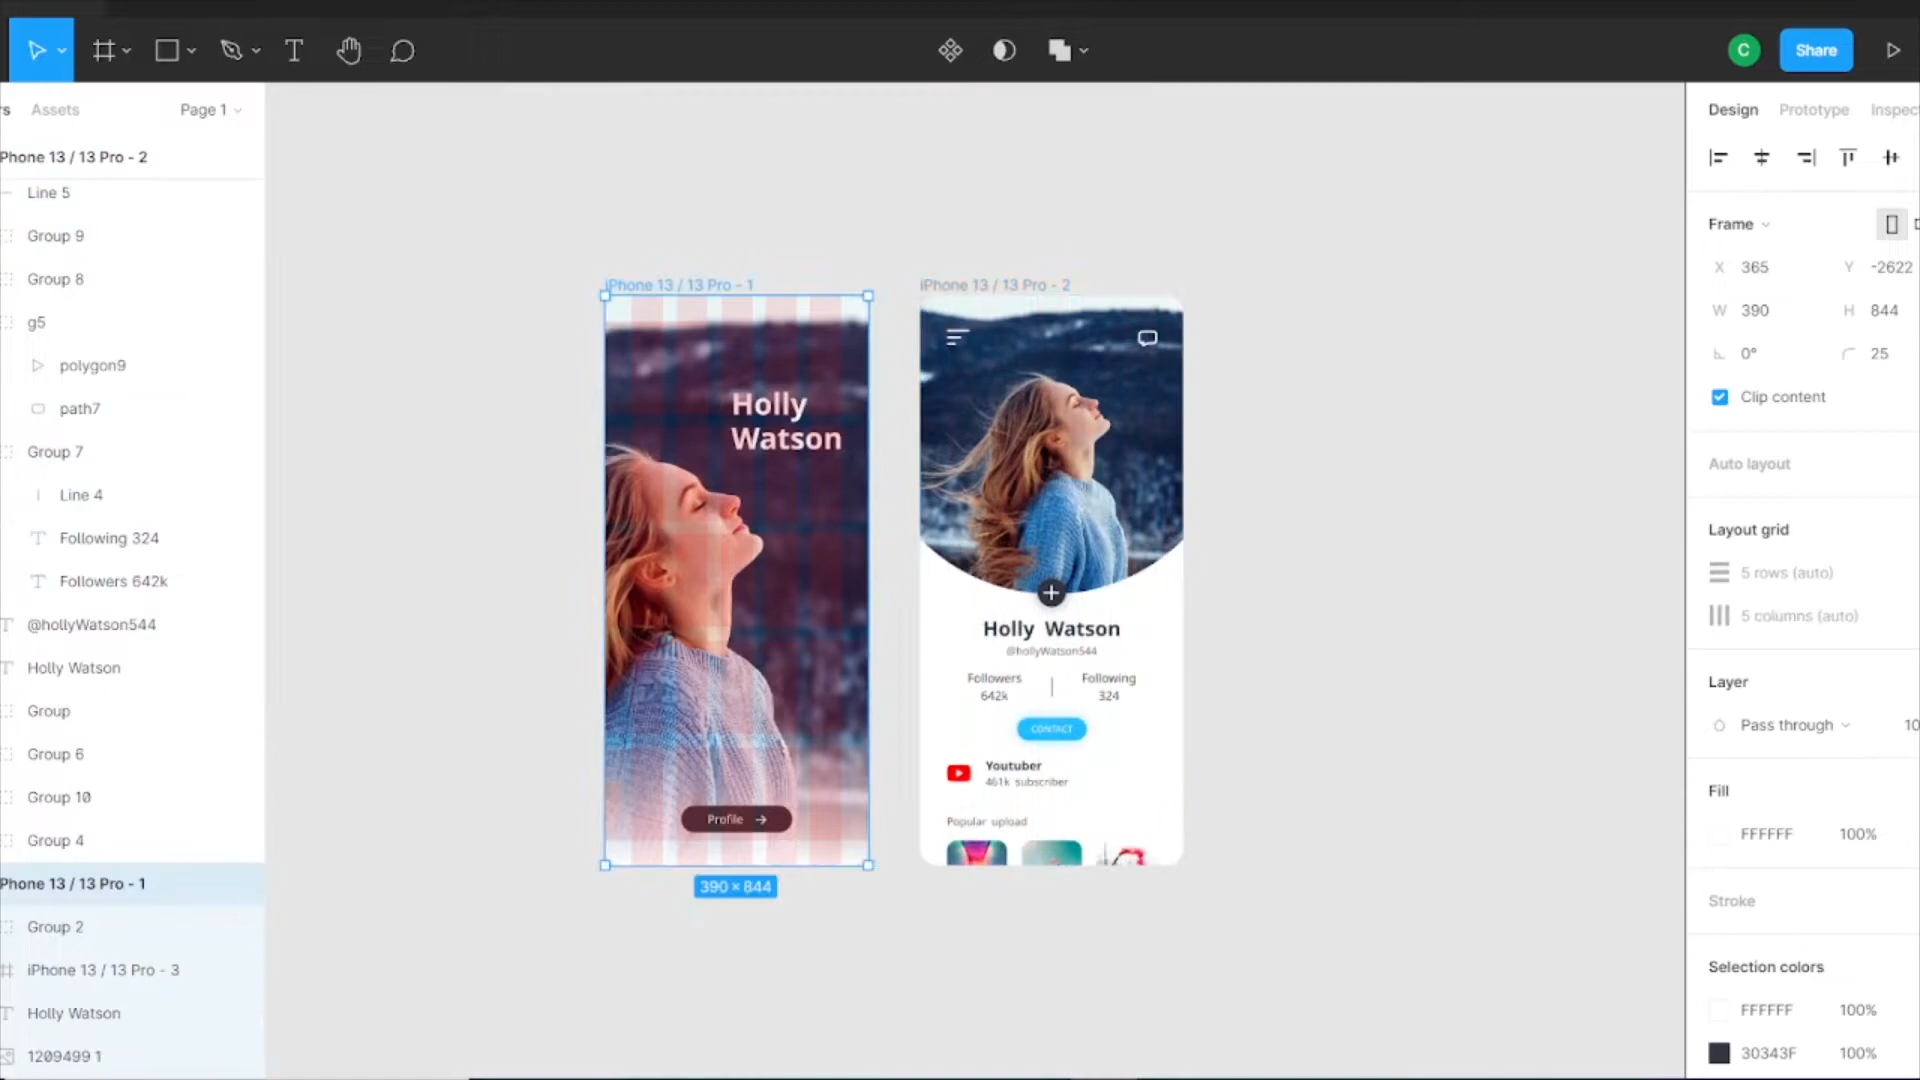 T
C
Share
rs
Assets
Page 1
Phone 13 / 13 Pro - 2
Line 5
Group 9
Group 8
g5
polygon9
path7
Group 7
Line 4
Following 324
Followers 642k
@hollyWatson544
Holly Watson
Group
Group 6
Group 10
Group 4
Phone 13 / 13 Pro - 1
Group 2
iPhone 13 / 13 Pro - 3
Holly Watson
1209499 1
iPhone 13 / 13 Pro - 1
Holly
Watson
Profile
390 × 844
iPhone 13 / 13 Pro - 2
Holly Watson
@hollyWatson544
Followers
642k
Following
324
CONTACT
Youtuber
461k subscriber
Popular upload
Design Prototype Inspec
Frame
X 365 Y -2622
W 390 H 844
0° 25
Clip content
Auto layout
Layout grid
5 rows (auto)
5 columns (auto)
Layer
Pass through 10
Fill
FFFFFF 100%
Stroke
Selection colors
FFFFFF 100%
30343F 100%